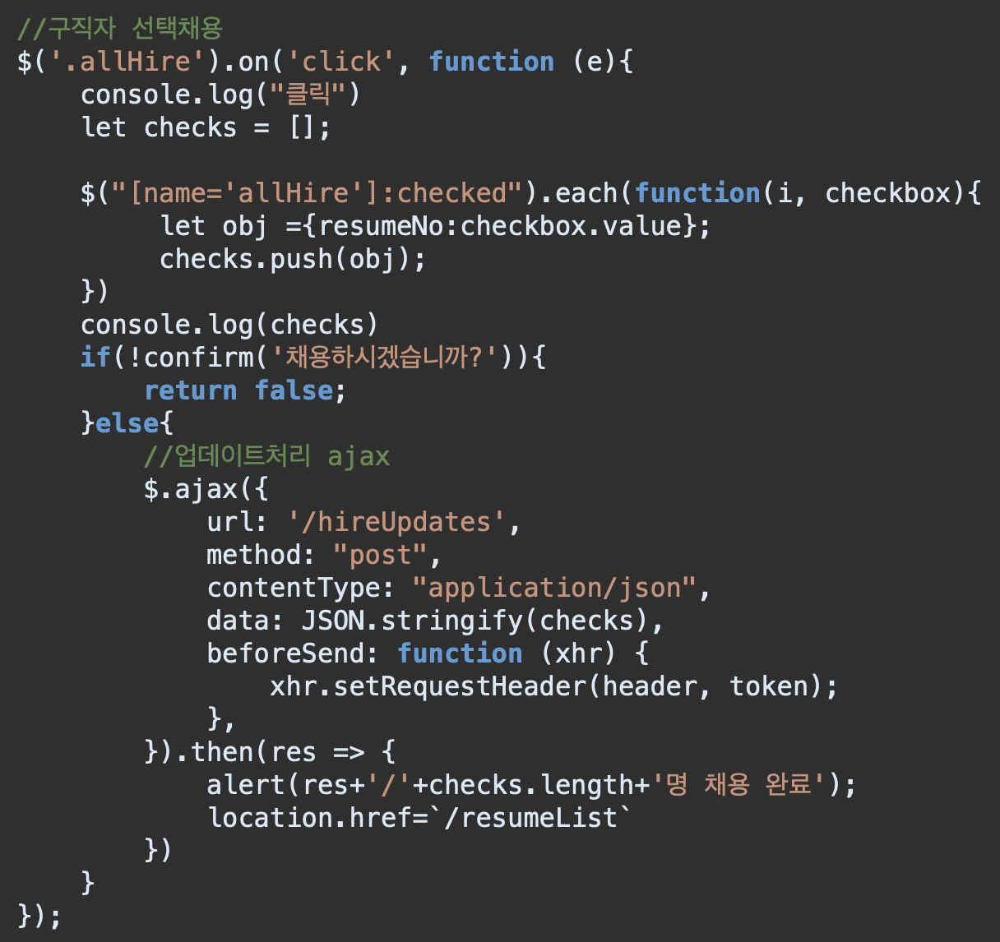 //구직자 선택채용
$('.allHire').on('click', function (e){
    console.log("클릭")
    let checks = [];

    $("[name='allHire']:checked").each(function(i, checkbox){
         let obj ={resumeNo:checkbox.value};
         checks.push(obj);
    })
    console.log(checks)
    if(!confirm('채용하시겠습니까?')){
        return false;
    }else{
        //업데이트처리 ajax
        $.ajax({
            url: '/hireUpdates',
            method: "post",
            contentType: "application/json",
            data: JSON.stringify(checks),
            beforeSend: function (xhr) {
                xhr.setRequestHeader(header, token);
            },
        }).then(res => {
            alert(res+'/'+checks.length+'명 채용 완료');
            location.href=`/resumeList`
        })
    }
});